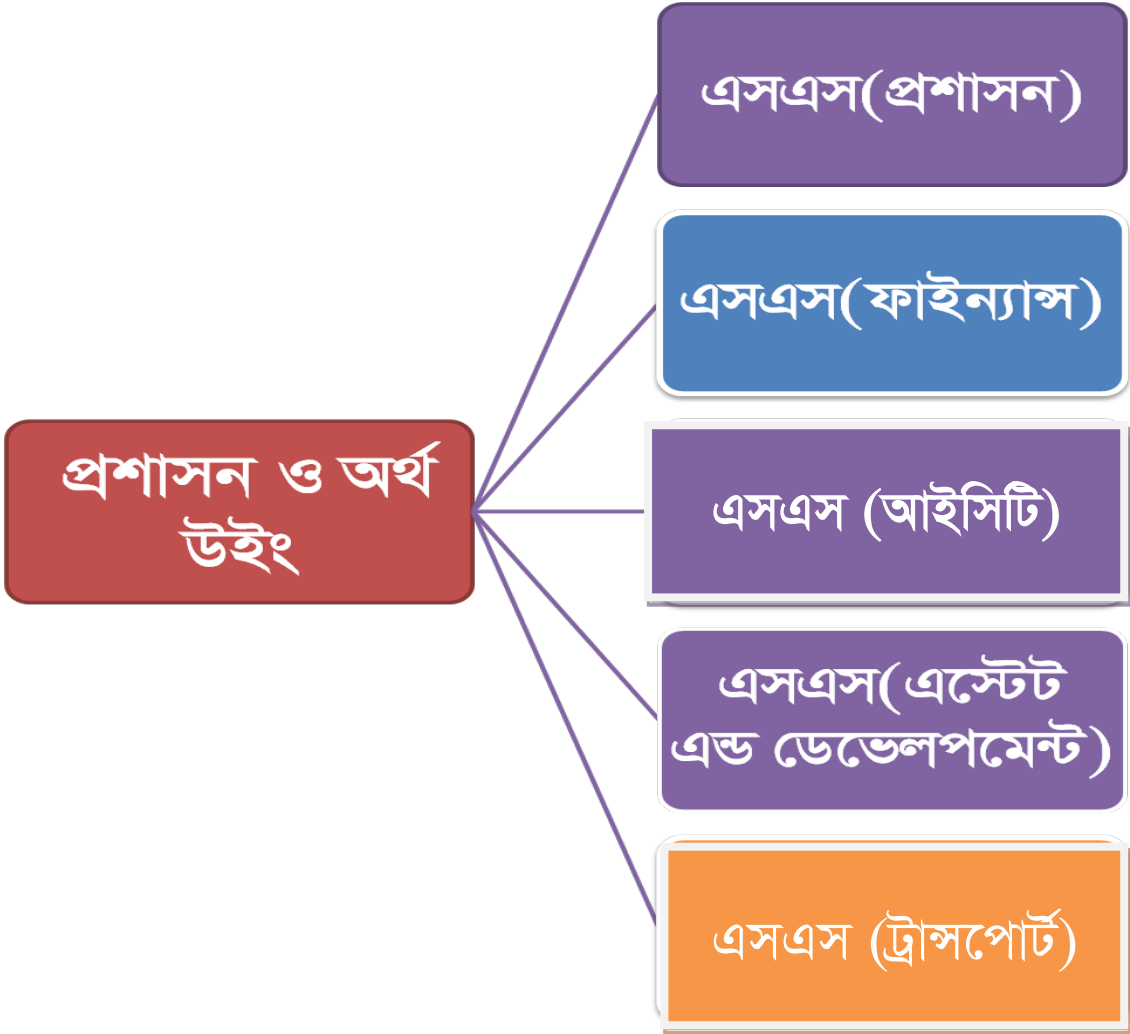 এসএস(প্রশাসন)
এসএস(ফাইন্যান্স)
প্রশাসন ও অর্থ
উইং
এসএস (আইসিটি)
এসএস(এস্টেট
এন্ড ডেভেলপমেন্ট)
এসএস (ট্রান্সপোর্ট)